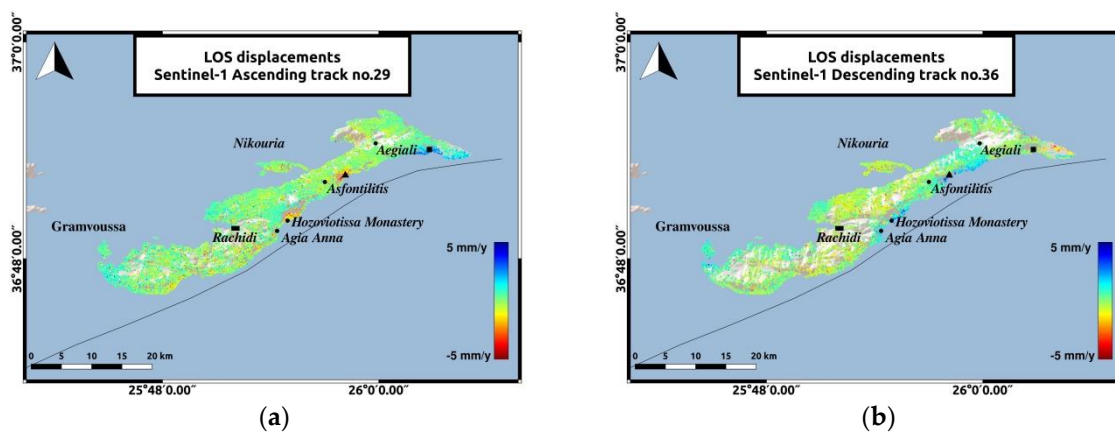 LOS displacements
Sentinel-1 Ascending track no.29
37°0′0.00″
36°48′0.00″
Nikouria
Aegiali
Asfontilitis
Gramvoussa
Hozoviotissa Monastery
Rachidi
Agia Anna
5 mm/y
-5 mm/y
0 5 10 15 20 km
25°48′0.00″ 26°0′0.00″
(a)
LOS displacements
Sentinel-1 Descending track no.36
37°0′0.00″
36°48′0.00″
Nikouria
Aegiali
Asfontilitis
Gramvoussa
Hozoviotissa Monastery
Rachidi
Agia Anna
5 mm/y
-5 mm/y
0 5 10 15 20 km
25°48′0.00″ 26°0′0.00″
(b)